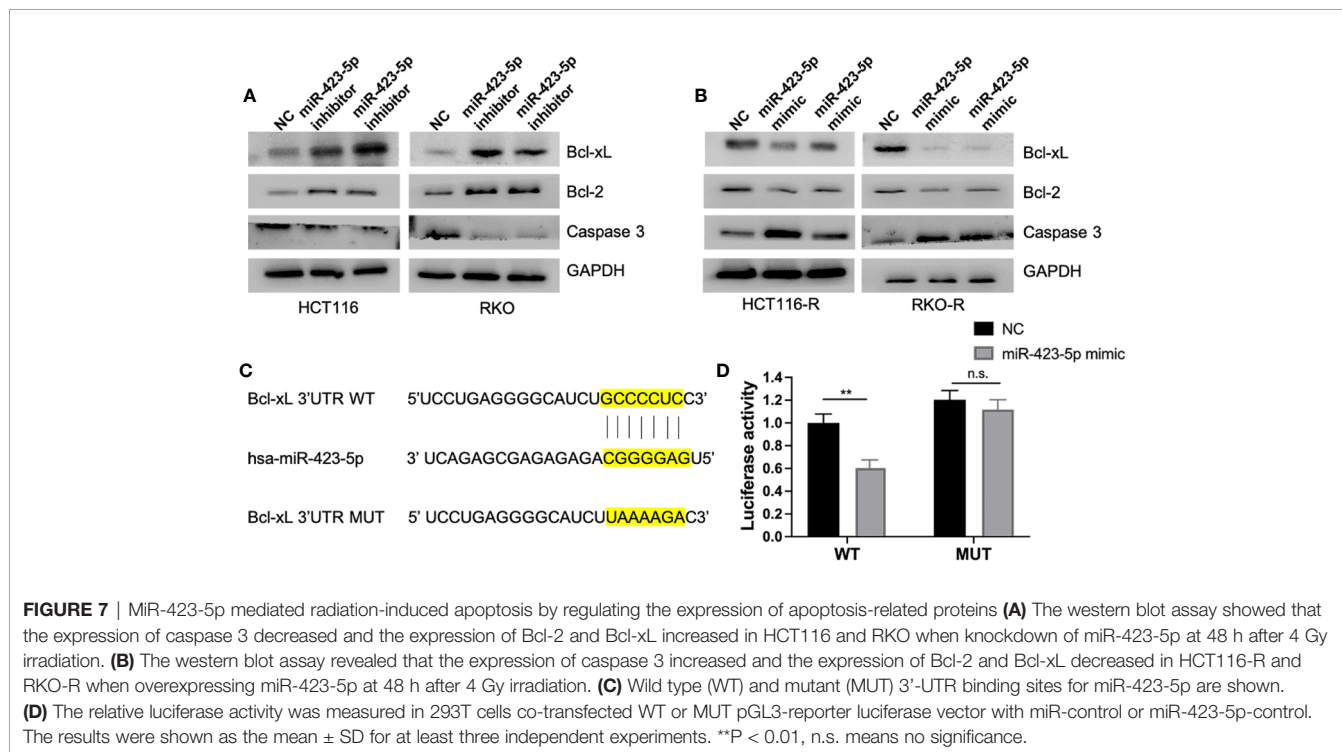 A
NC
miR-423-5p
inhibitor
miR-423-5p
inhibitor
NC
miR-423-5p
inhibitor
miR-423-5p
inhibitor
Bcl-xL
Bcl-2
Caspase 3
GAPDH
HCT116
RKO
B
NC
miR-423-5p
mimic
miR-423-5p
mimic
NC
miR-423-5p
mimic
miR-423-5p
mimic
Bcl-xL
Bcl-2
Caspase 3
GAPDH
HCT116-R
RKO-R
C
Bcl-xL 3’UTR WT 5’UCCUGAGGGGCAUCUGCCCCUCC3’
hsa-miR-423-5p 3’ UCAGAGCGAGAGAGACGGGGAGU5’
Bcl-xL 3’UTR MUT 5’ UCCUGAGGGGCAUCUUAAAAGAC3’
D
NC
miR-423-5p mimic
Luciferase activity
1.4
1.2
1.0
0.8
0.6
0.4
0.2
0.0
**
n.s.
WT
MUT
FIGURE 7 | MiR-423-5p mediated radiation-induced apoptosis by regulating the expression of apoptosis-related proteins (A) The western blot assay showed that
the expression of caspase 3 decreased and the expression of Bcl-2 and Bcl-xL increased in HCT116 and RKO when knockdown of miR-423-5p at 48 h after 4 Gy
irradiation. (B) The western blot assay revealed that the expression of caspase 3 increased and the expression of Bcl-2 and Bcl-xL decreased in HCT116-R and
RKO-R when overexpressing miR-423-5p at 48 h after 4 Gy irradiation. (C) Wild type (WT) and mutant (MUT) 3’-UTR binding sites for miR-423-5p are shown.
(D) The relative luciferase activity was measured in 293T cells co-transfected WT or MUT pGL3-reporter luciferase vector with miR-control or miR-423-5p-control.
The results were shown as the mean ± SD for at least three independent experiments. **P < 0.01, n.s. means no significance.